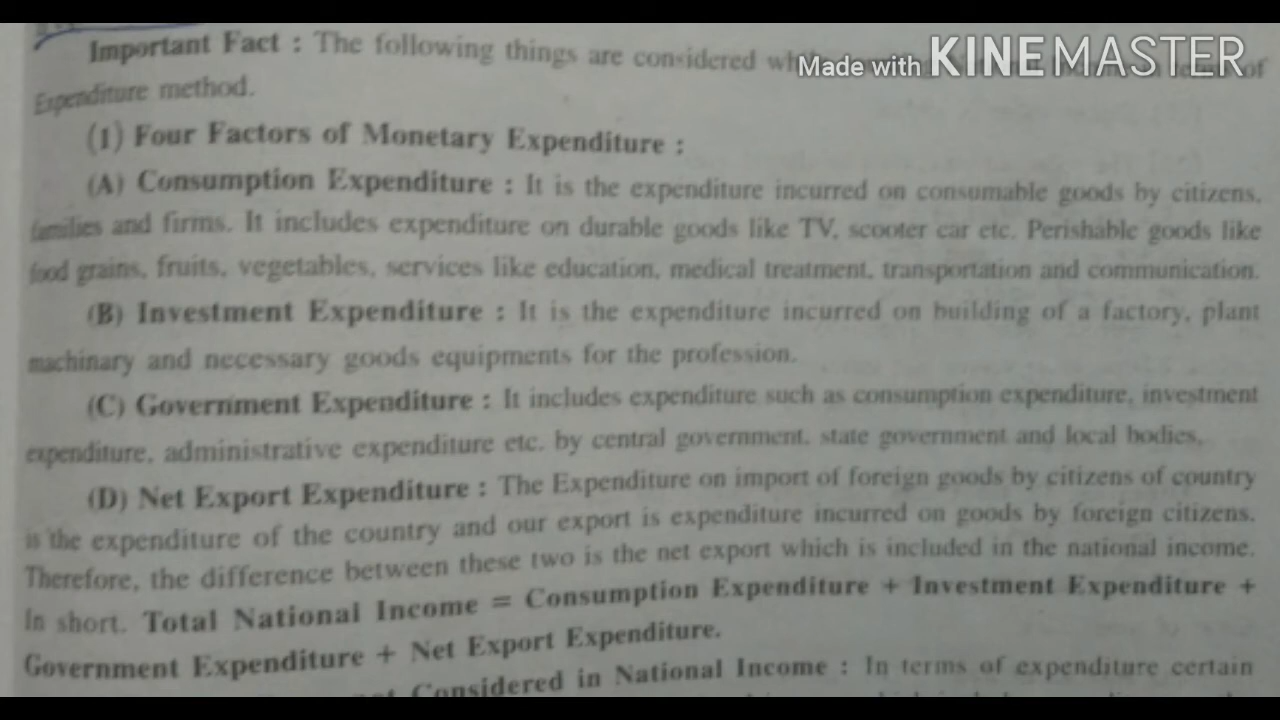 Important Fact : The following things are considered
Made with KINEMASTER
of
Expenditure method.
(1) Four Factors of Monetary Expenditure :
(A) Consumption Expenditure : It is the expenditure incurred on consumable goods by citizens,
families and firms. It includes expenditure on durable goods like TV, scooter car etc. Perishable goods like
food grains, fruits, vegetables, services like education, medical treatment, transportation and communication.
(B) Investment Expenditure : It is the expenditure incurred on building of a factory, plant
machinary and necessary goods equipments for the profession.
(C) Government Expenditure : It includes expenditure such as consumption expenditure, investment
expenditure, administrative expenditure etc. by central government, state government and local bodies.
(D) Net Export Expenditure : The Expenditure on import of foreign goods by citizens of country
is the expenditure of the country and our export is expenditure incurred on goods by foreign citizens.
Therefore, the difference between these two is the net export which is included in the national income.
In short. Total National Income = Consumption Expenditure + Investment Expenditure +
Government Expenditure + Net Export Expenditure.
Considered in National Income : In terms of expenditure certain